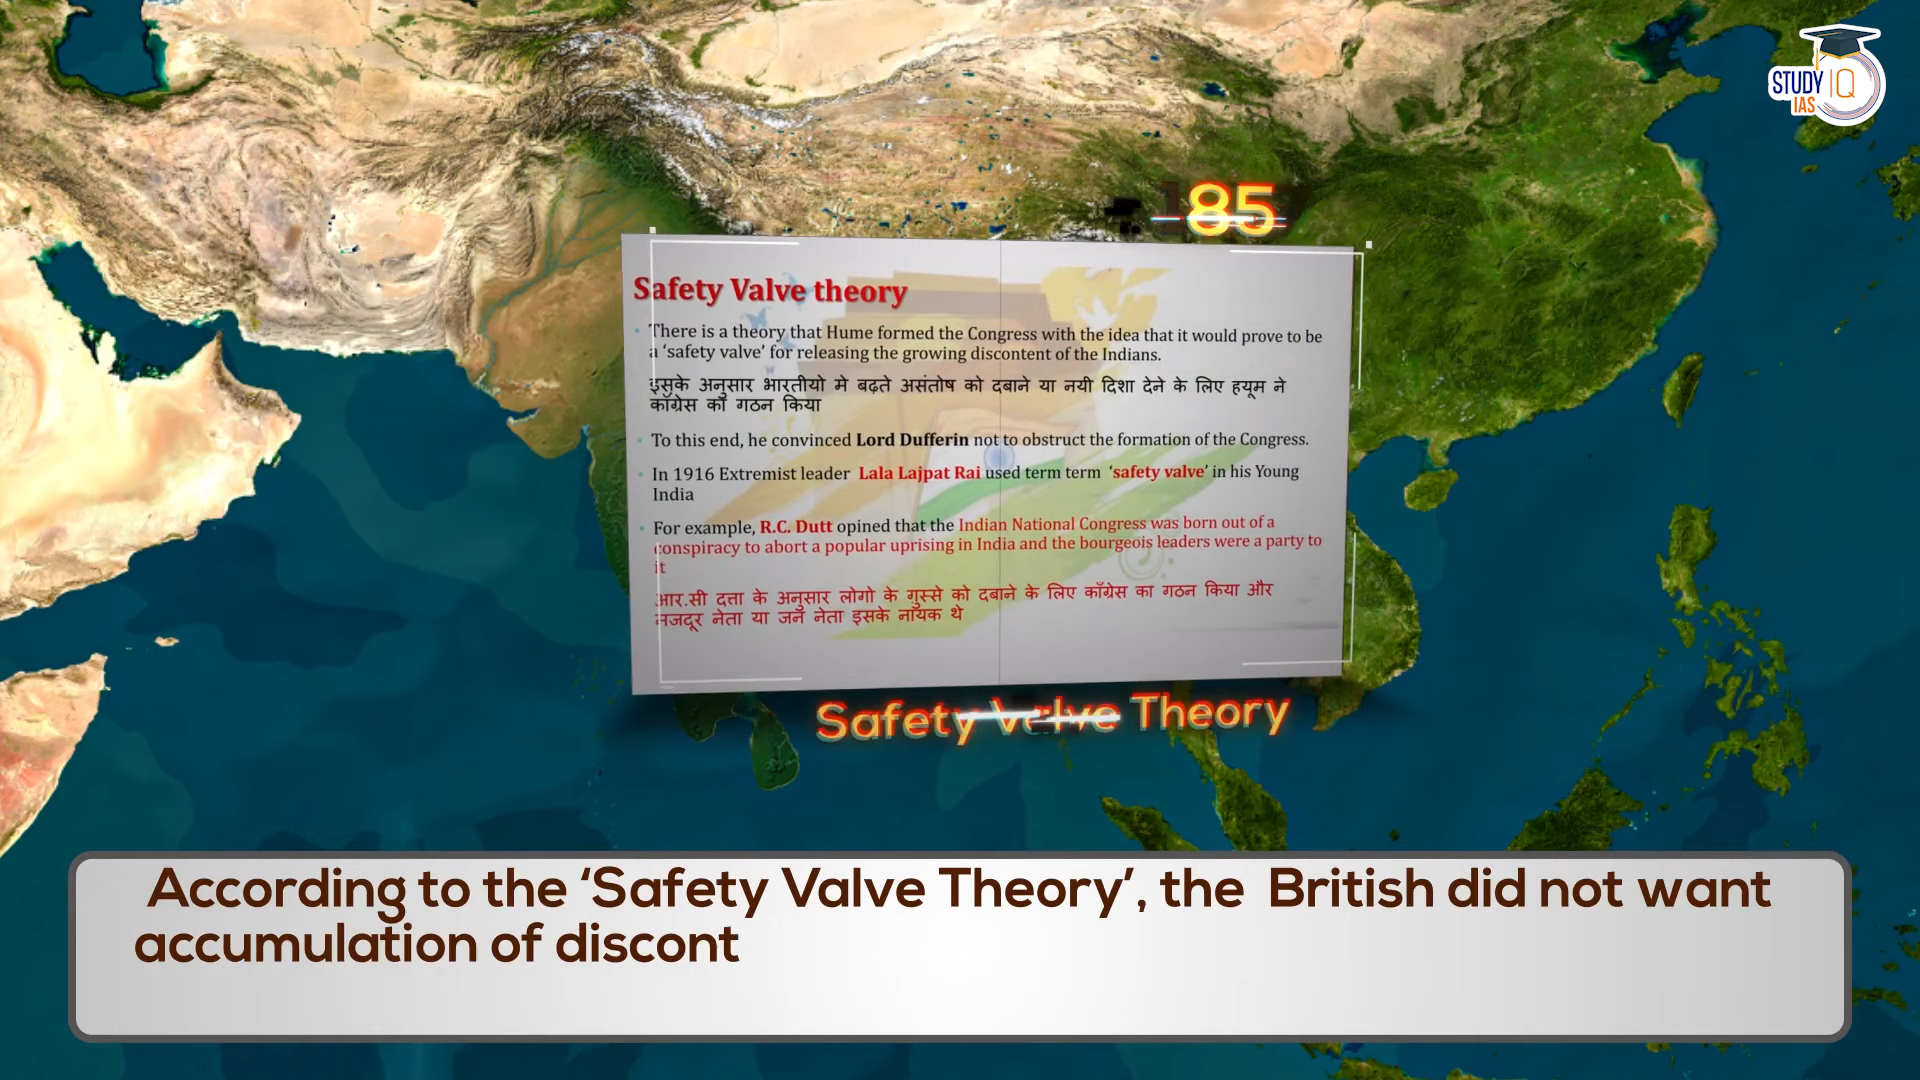 STUDY IQ
IAS
85
Safety Valve theory
There is a theory that Hume formed the Congress with the idea that it would prove to be
a ‘safety valve’ for releasing the growing discontent of the Indians.
इसके अनुसार भारतीयो मे बढ़ते असंतोष को दबाने या नयी दिशा देने के लिए हयूम ने
काँग्रेस का गठन किया
To this end, he convinced Lord Dufferin not to obstruct the formation of the Congress.
In 1916 Extremist leader Lala Lajpat Rai used term term ‘safety valve’ in his Young
India
For example, R.C. Dutt opined that the Indian National Congress was born out of a
conspiracy to abort a popular uprising in India and the bourgeois leaders were a party to
it
आर.सी दत्ता के अनुसार लोगो के गुस्से को दबाने के लिए काँग्रेस का गठन किया और
मजदूर नेता या जन नेता इसके नायक थे
Safety Valve Theory
According to the ‘Safety Valve Theory’, the British did not want
accumulation of discont